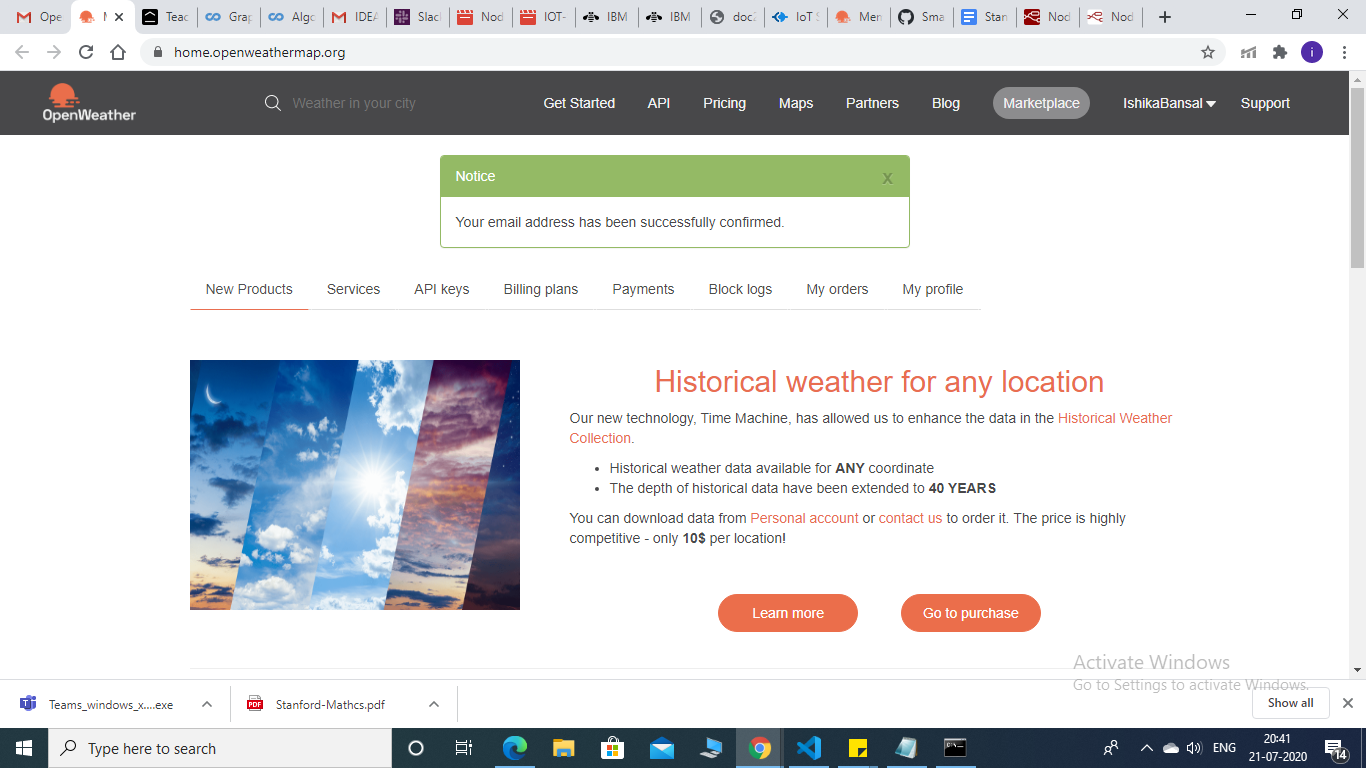 Ope
M
Teac
Grap
Algo
M IDEA
Slac
Nod
IOT-
IBM
IBM
doc2
IoT S
Men
Sma
Stan
Nod
Nod
home.openweathermap.org
i
OpenWeather
Weather in your city
Get Started
API
Pricing
Maps
Partners
Blog
Marketplace
IshikaBansal
Support
Notice
x
Your email address has been successfully confirmed.
New Products
Services
API keys
Billing plans
Payments
Block logs
My orders
My profile
Historical weather for any location
Our new technology, Time Machine, has allowed us to enhance the data in the Historical Weather
Collection.
• Historical weather data available for ANY coordinate
• The depth of historical data have been extended to 40 YEARS
You can download data from Personal account or contact us to order it. The price is highly
competitive - only 10$ per location!
Learn more
Go to purchase
Activate Windows
Go to Settings to activate Windows.
Teams_windows_x....exe
PDF
Stanford-Mathcs.pdf
Show all
Type here to search
ENG
20:41
21-07-2020
14